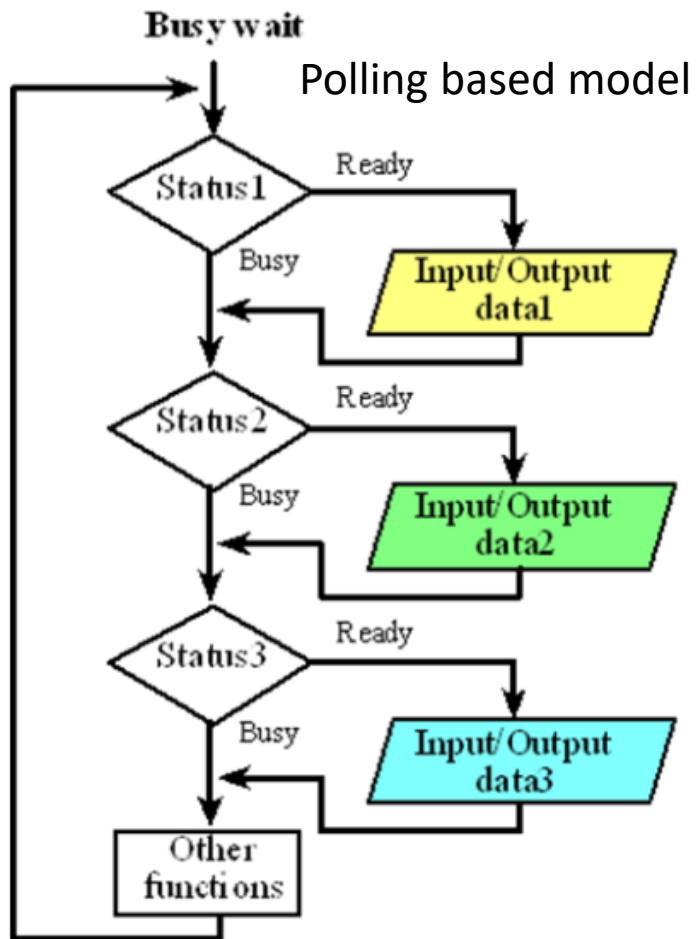 Busy wait
Polling based model
Status1
Ready
Busy
Input/Output
data1
Status2
Ready
Busy
Input/Output
data2
Status3
Ready
Busy
Input/Output
data3
Other
functions